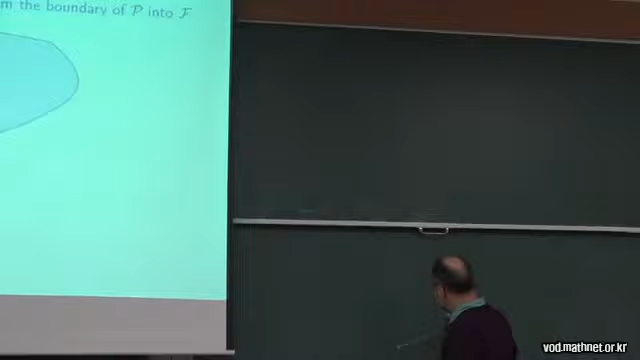 m the boundary of 𝒫 into ℱ
vod.mathnet.or.kr